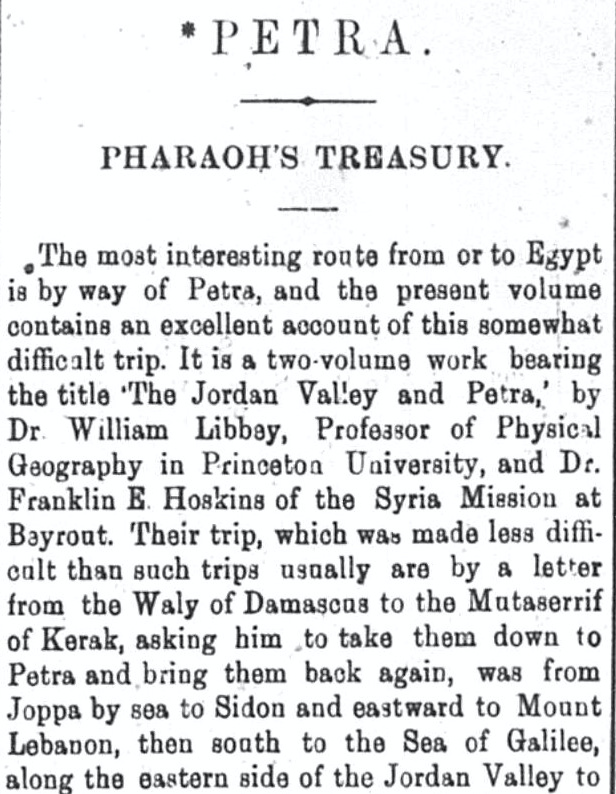 *PETRA.
PHARAOH'S TREASURY.
The most interesting route from or to Egypt
is by way of Petra, and the present volume
contains an excellent account of this somewhat
difficult trip. It is a two-volume work bearing
the title 'The Jordan Valley and Petra,' by
Dr. William Libbey, Professor of Physical
Geography in Princeton University, and Dr.
Franklin E. Hoskins of the Syria Mission at
Bayrout. Their trip, which was made less diffi-
cult than such trips usually are by a letter
from the Waly of Damascus to the Mutaserrif
of Kerak, asking him to take them down to
Petra and bring them back again, was from
Joppa by sea to Sidon and eastward to Mount
Lebanon, then south to the Sea of Galilee,
along the eastern side of the Jordan Valley to